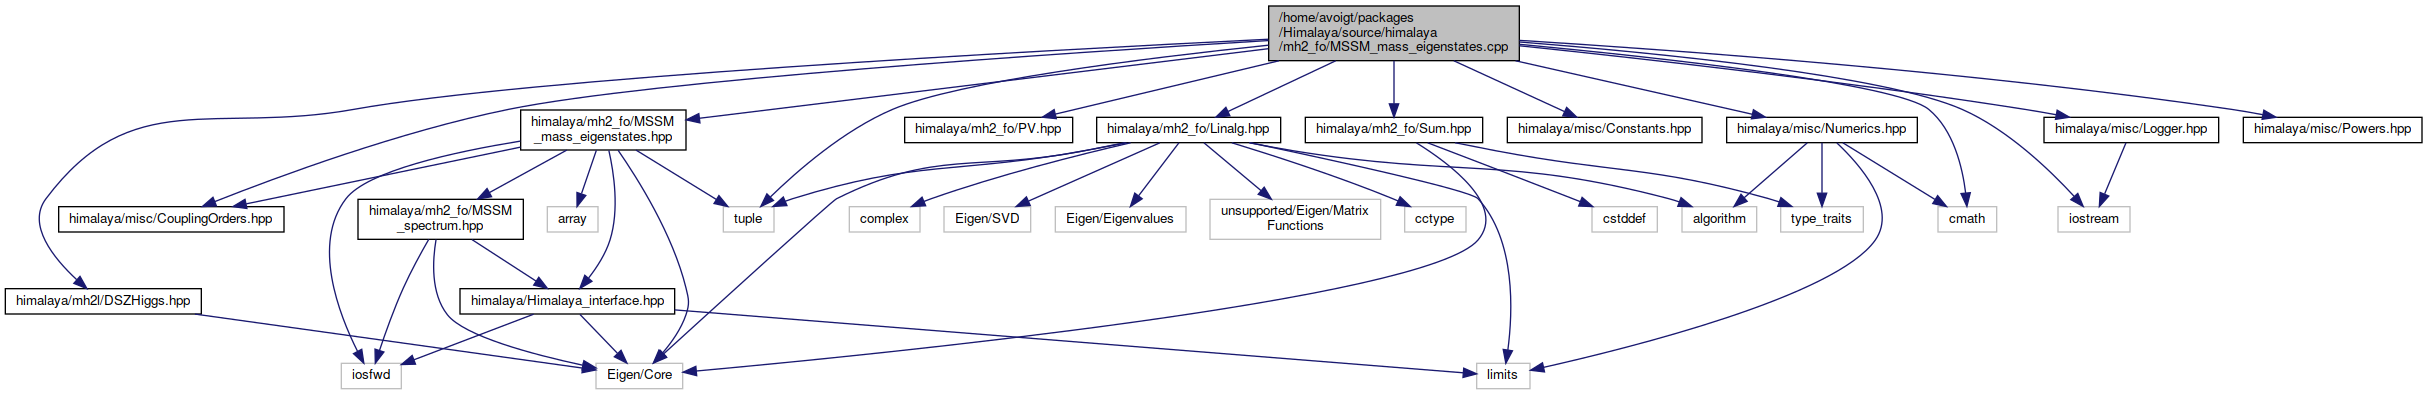 /home/avoigt/packages
/Himalaya/source/himalaya
/mh2_fo/MSSM_mass_eigenstates.cpp
himalaya/mh2_fo/MSSM
_mass_eigenstates.hpp
himalaya/mh2_fo/PV.hpp
himalaya/mh2_fo/Linalg.hpp
himalaya/mh2_fo/Sum.hpp
himalaya/misc/Constants.hpp
himalaya/misc/Numerics.hpp
himalaya/misc/Logger.hpp
himalaya/misc/Powers.hpp
himalaya/misc/CouplingOrders.hpp
himalaya/mh2_fo/MSSM
_spectrum.hpp
array
tuple
complex
Eigen/SVD
Eigen/Eigenvalues
unsupported/Eigen/Matrix
Functions
cctype
cstddef
algorithm
type_traits
cmath
iostream
himalaya/mh2l/DSZHiggs.hpp
himalaya/Himalaya_interface.hpp
iosfwd
Eigen/Core
limits